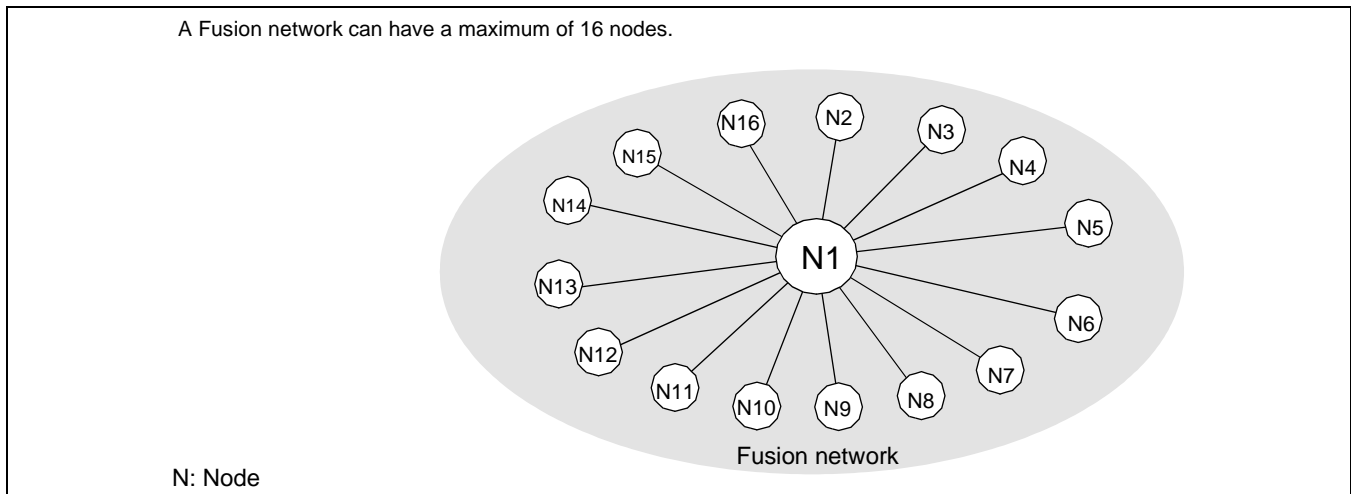 A Fusion network can have a maximum of 16 nodes.
N16
N2
N3
N15
N4
N14
N5
N1
N13
N6
N12
N7
N11
N10
N9
N8
Fusion network
N: Node